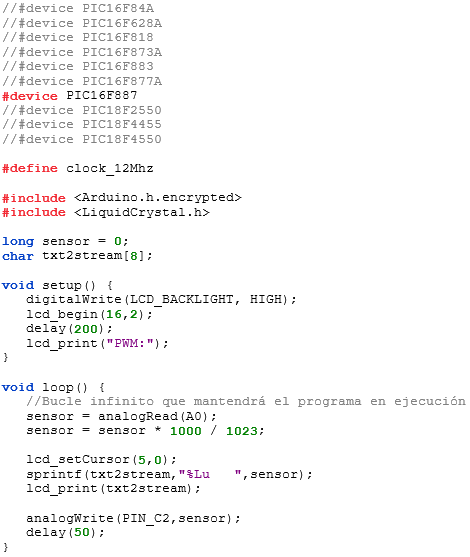 //#device PIC16F84A
//#device PIC16F628A
//#device PIC16F818
//#device PIC16F873A
//#device PIC16F883
//#device PIC16F877A
#device PIC16F887
//#device PIC18F2550
//#device PIC18F4455
//#device PIC18F4550

#define clock_12Mhz

#include <Arduino.h.encrypted>
#include <LiquidCrystal.h>

long sensor = 0;
char txt2stream[8];

void setup() {
   digitalWrite(LCD_BACKLIGHT, HIGH);
   lcd_begin(16,2);
   delay(200);
   lcd_print("PWM:");
}

void loop() {
   //Bucle infinito que mantendrá el programa en ejecución
   sensor = analogRead(A0);
   sensor = sensor * 1000 / 1023;

   lcd_setCursor(5,0);
   sprintf(txt2stream,"%Lu   ",sensor);
   lcd_print(txt2stream);

   analogWrite(PIN_C2,sensor);
   delay(50);
}